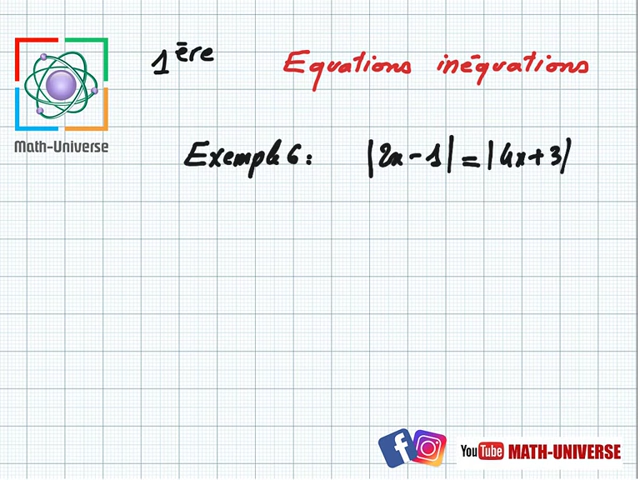 1ère Equations inéquations
Math-Universe
Exemple 6 : |2x - 1| = |4x + 3|
YouTube MATH-UNIVERSE